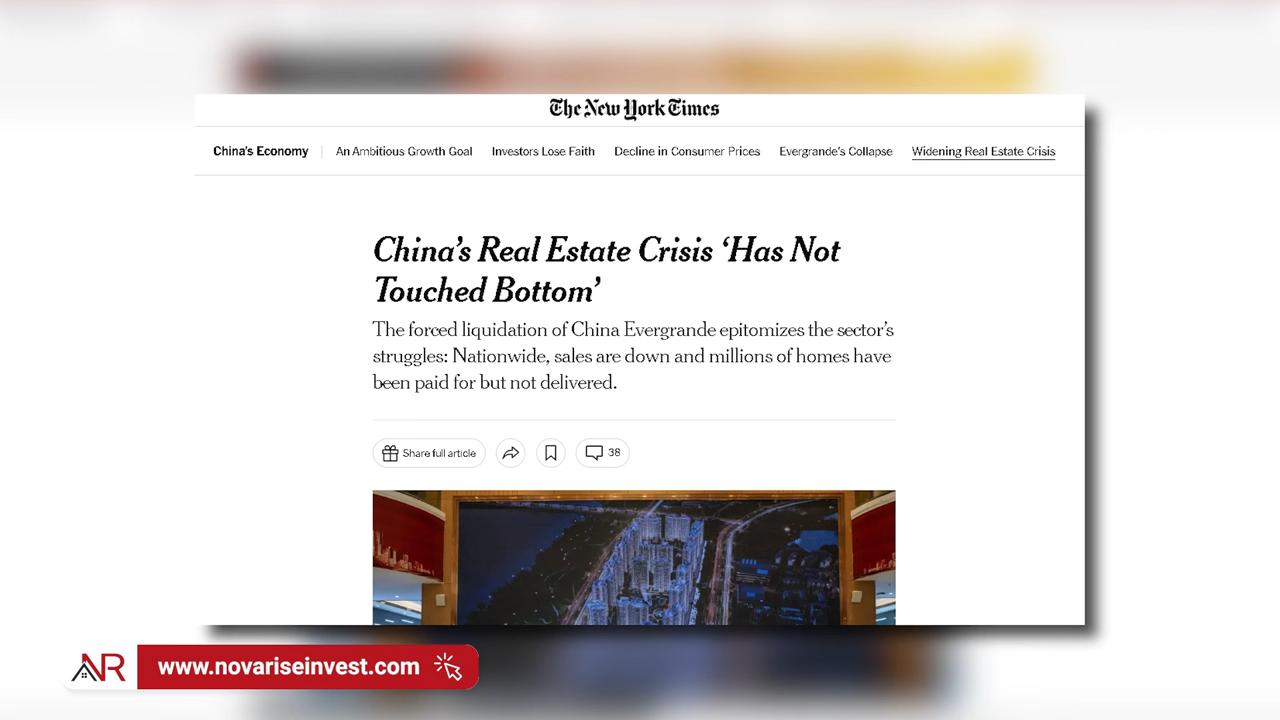 The New York Times
China's Economy An Ambitious Growth Goal Investors Lose Faith Decline in Consumer Prices Evergrande's Collapse Widening Real Estate Crisis
China's Real Estate Crisis ‘Has Not
Touched Bottom’
The forced liquidation of China Evergrande epitomizes the sector's
struggles: Nationwide, sales are down and millions of homes have
been paid for but not delivered.
Share full article 38
NR www.novariseinvest.com